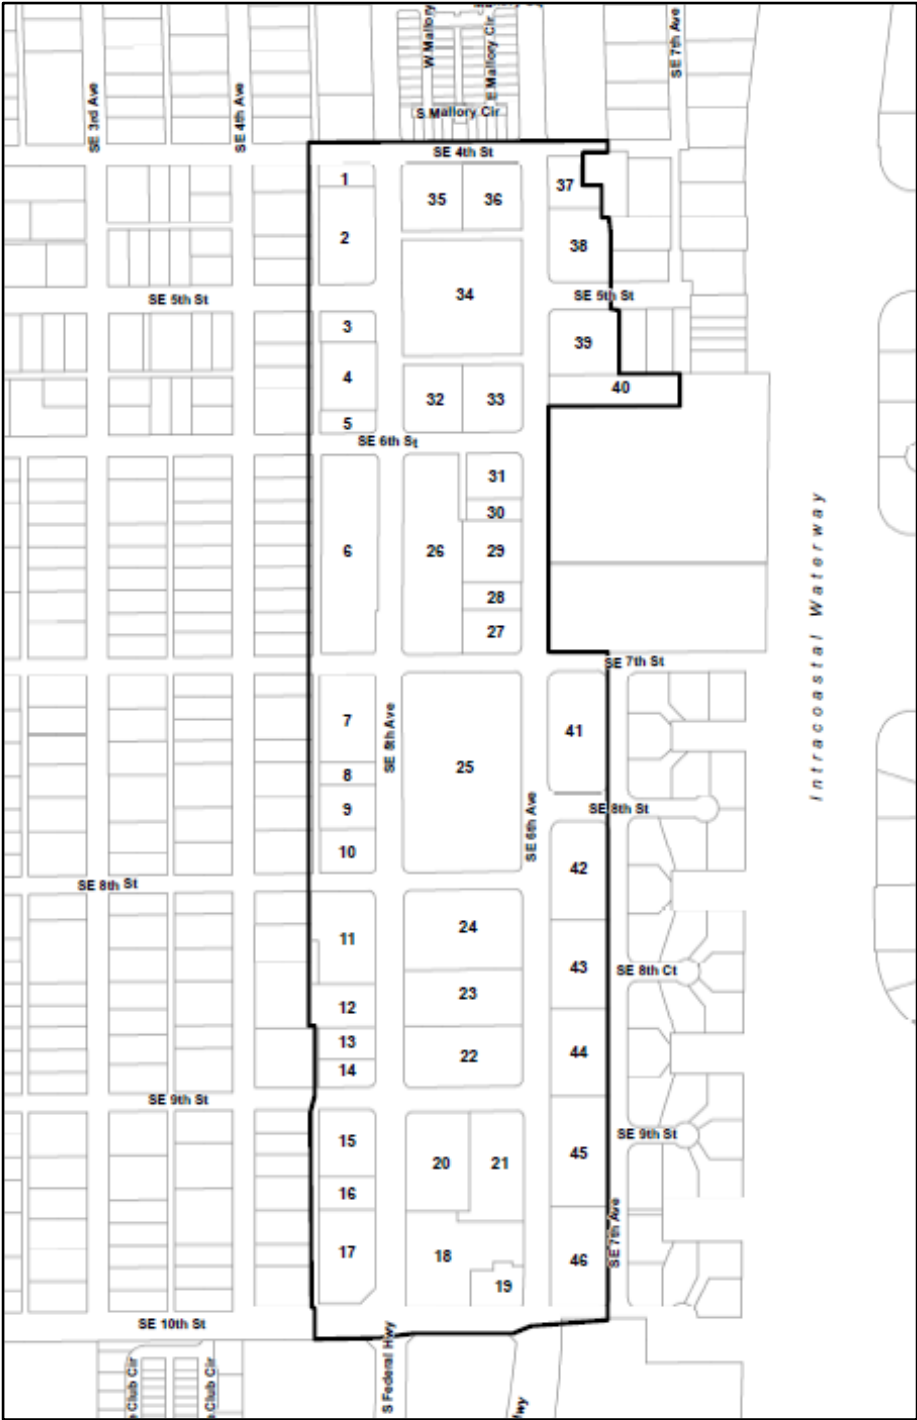 W Mallory
E Mallory Cir
SE 7th Ave
SE 3rd Ave
SE 4th Ave
S Mallory Cir
SE 4th St
1
35
36
37
2
38
34
SE 5th St
SE 5th St
3
39
4
32
33
40
5
SE 6th St
31
30
6
26
29
28
27
Intracoastal Waterway
SE 7th St
7
41
SE 5th Ave
25
8
9
SE 6th Ave
SE 8th St
10
42
SE 8th St
24
11
43
SE 8th Ct
23
12
13
22
44
14
SE 9th St
15
SE 9th St
20
21
45
16
17
18
SE 7th Ave
46
19
SE 10th St
S Federal Hwy
Club Cir
Club Cir
Hwy